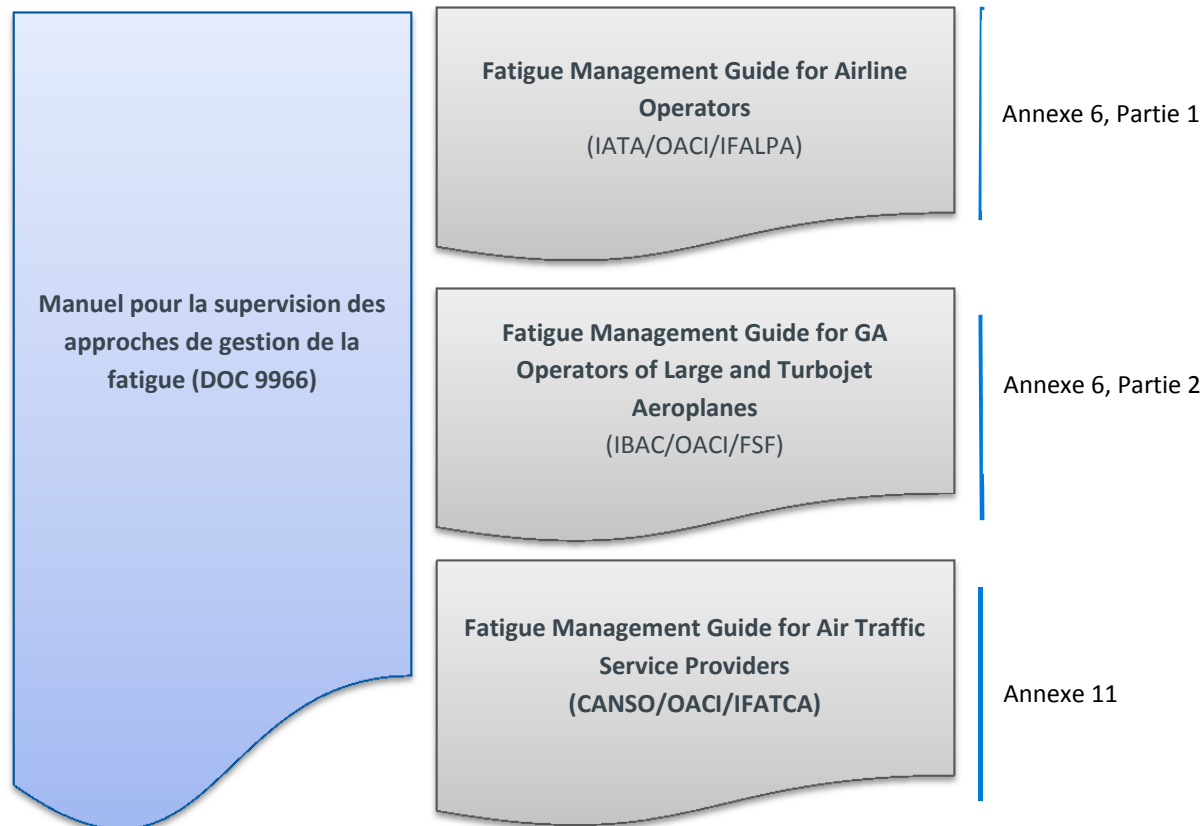 Manuel pour la supervision des
approches de gestion de la
fatigue (DOC 9966)
Fatigue Management Guide for Airline
Operators
(IATA/OACI/IFALPA)
Annexe 6, Partie 1
Fatigue Management Guide for GA
Operators of Large and Turbojet
Aeroplanes
(IBAC/OACI/FSF)
Annexe 6, Partie 2
Fatigue Management Guide for Air Traffic
Service Providers
(CANSO/OACI/IFATCA)
Annexe 11